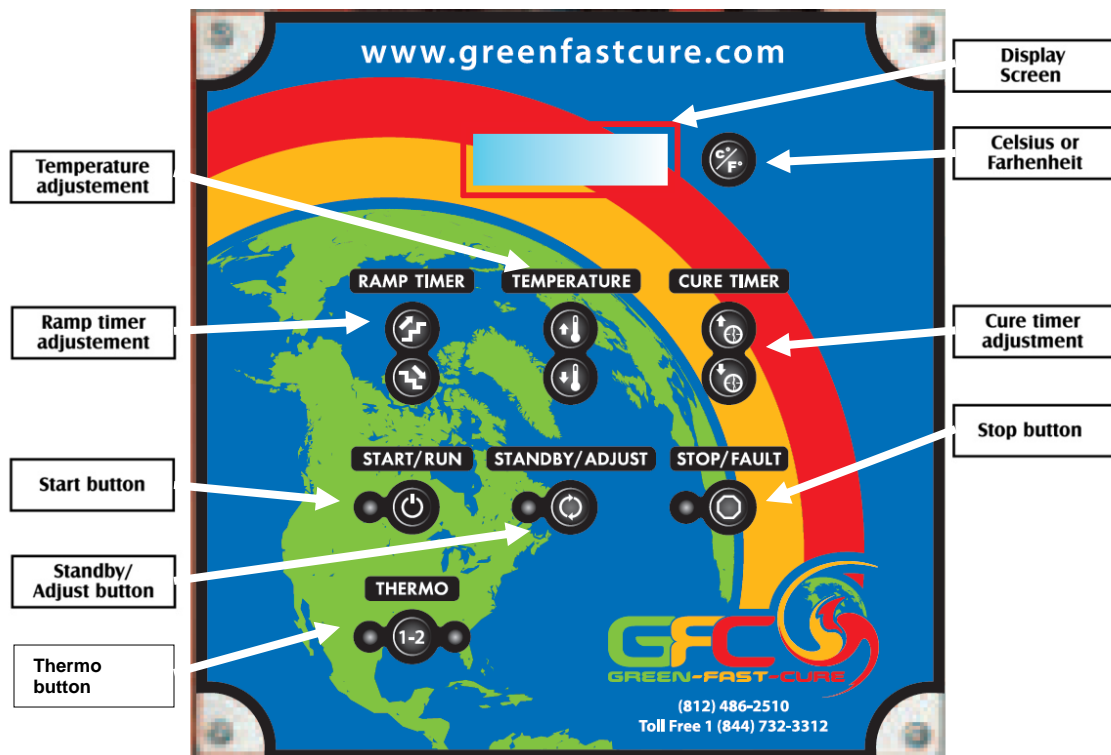 www.greenfastcure.com
Display
Screen
C°/F°
Celsius or
Farhenheit
Temperature
adjustement
RAMP TIMER
TEMPERATURE
CURE TIMER
Ramp timer
adjustement
Cure timer
adjustment
Stop button
START/RUN
STANDBY/ADJUST
STOP/FAULT
Start button
Standby/
Adjust button
THERMO
1-2
Thermo
button
GFC
GREEN-FAST-CURE
(812) 486-2510
Toll Free 1 (844) 732-3312